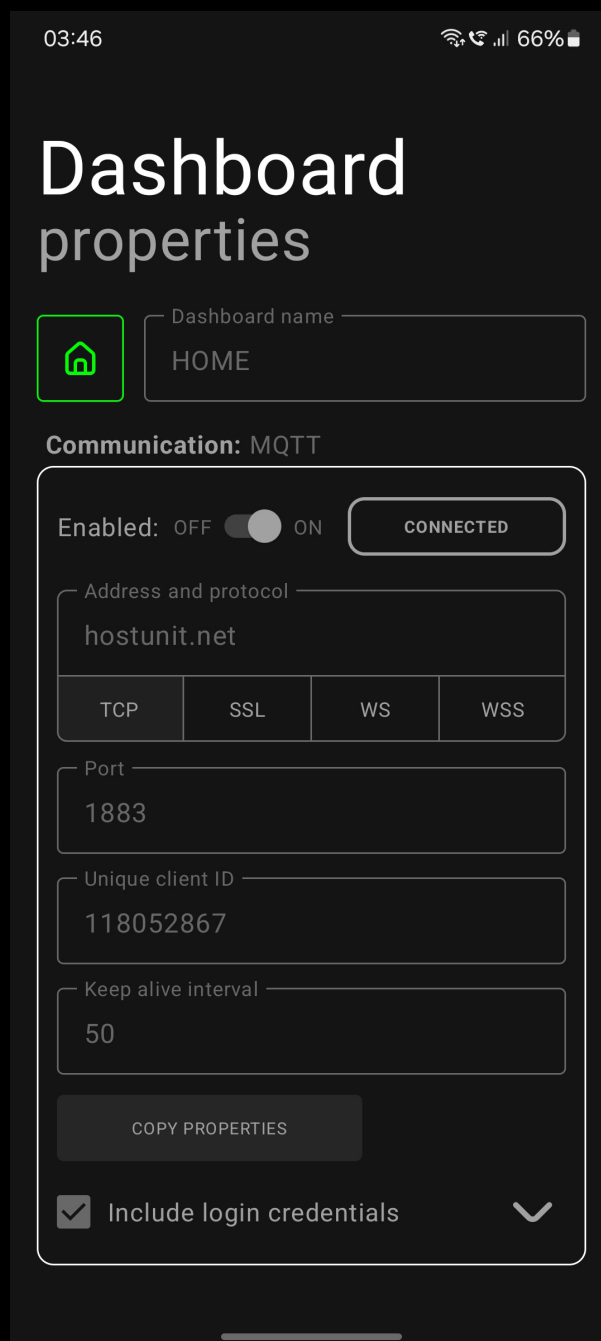 03:46 66%
Dashboard
properties
Dashboard name
HOME
Communication: MQTT
Enabled: OFF ON CONNECTED
Address and protocol
hostunit.net
TCP SSL WS WSS
Port
1883
Unique client ID
118052867
Keep alive interval
50
COPY PROPERTIES
Include login credentials